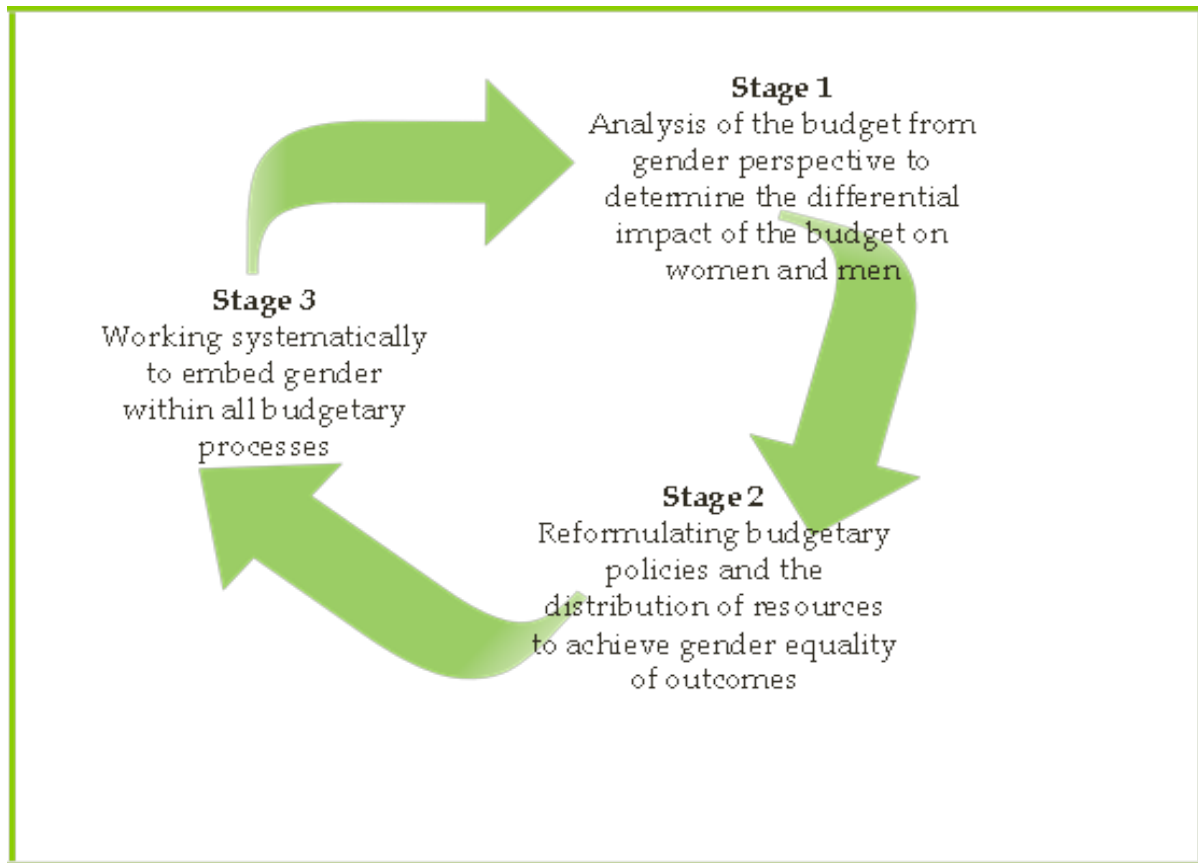 Stage 1
Analysis of the budget from
gender perspective to
determine the differential
impact of the budget on
women and men
Stage 2
Reformulating budgetary
policies and the
distribution of resources
to achieve gender equality
of outcomes
Stage 3
Working systematically
to embed gender
within all budgetary
processes